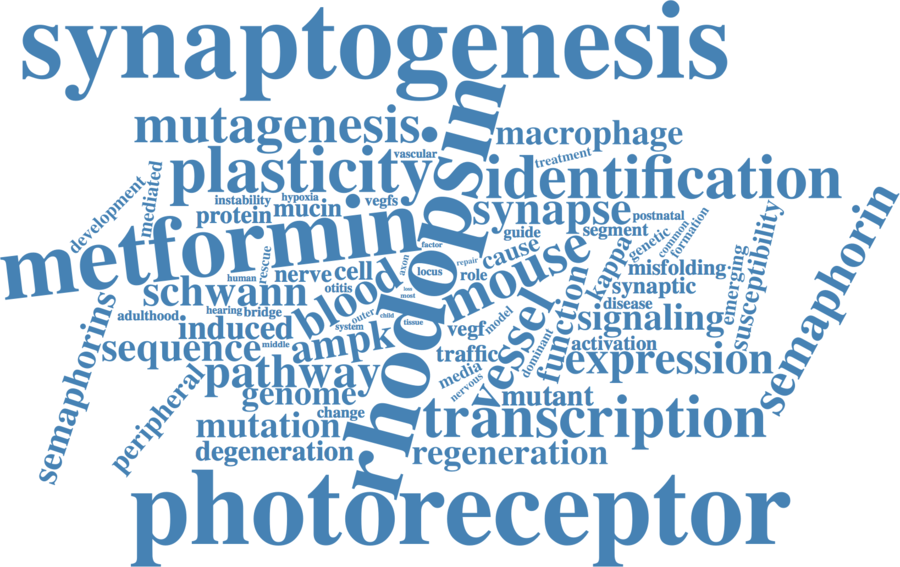 synaptogenesis
mutagenesis
macrophage
rhodopsin
plasticity
vascular
treatment
identification
development
mediated
instability
hypoxia
vegfs
protein
mucin
synapse
postnatal
metformin
factor
guide
segment
genetic
common
formation
semaphorin
susceptibility
emerging
human
rescue
nerve
cell
axon
locus
repair
role
cause
mouse
kappa
misfolding
synaptic
schwann
otitis
blood
loss
most
disease
semaphorins
adulthood
hearing
bridge
outer
child
tissue
system
induced
vegf
model
vessel
dominant
function
signaling
sequence
middle
ampk
traffic
activation
pathway
media
nervous
expression
peripheral
genome
mutant
change
mutation
transcription
degeneration
regeneration
photoreceptor